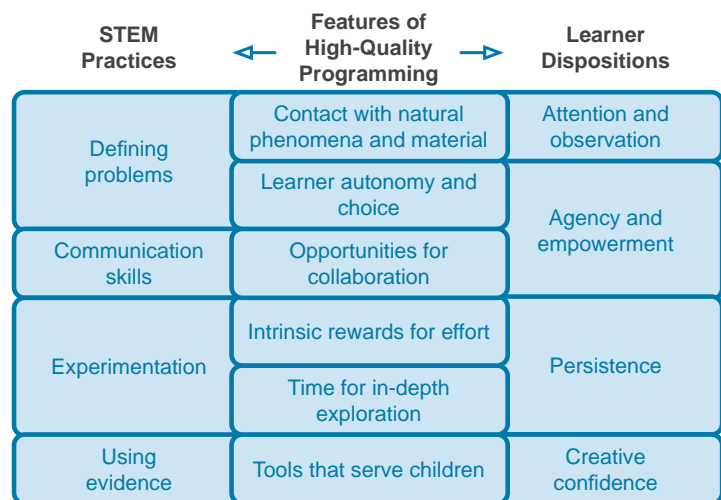 STEM
Practices
Features of
High-Quality
Programming
Learner
Dispositions
Defining
problems
Contact with natural
phenomena and material
Attention and
observation
Learner autonomy and
choice
Agency and
empowerment
Communication
skills
Opportunities for
collaboration
Experimentation
Intrinsic rewards for effort
Persistence
Time for in-depth
exploration
Using
evidence
Tools that serve children
Creative
confidence